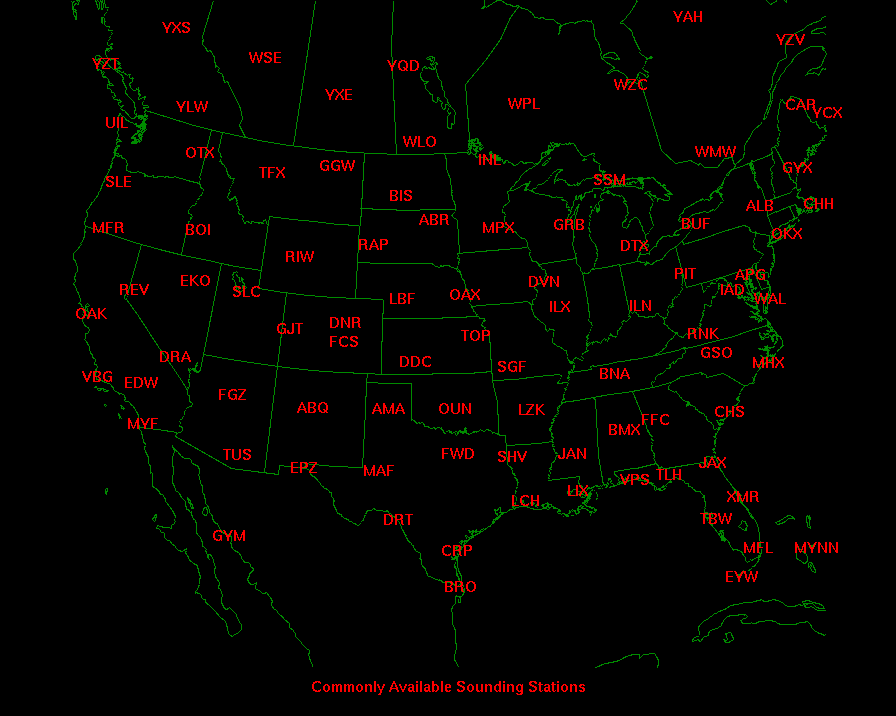 YAH
YXS
YZV
WSE
YZT
YQD
WZC
YXE
WPL
CAR
YLW
VCX
UIL
WLO
OTX
WMW
INL
GGW
GYX
TFX
SSM
SLE
BIS
CHH
ALB
ABR
BUF
GRB
MFR
MPX
BOI
OKX
RAP
DTX
RIW
PIT
APG
EKO
DVN
REV
IAD
SLC
OAX
LBF
WAL
ILX
ILN
OAK
DNR
GJT
RNK
TOP
FCS
GSO
DRA
DDC
MHX
SGF
BNA
VBG
EDW
FGZ
ABQ
AMA
OUN
LZK
CHS
MYF
FFC
BMX
TUS
FWD
JAN
SHV
JAX
EPZ
MAF
TLH
VPS
LIX
XMR
LCH
DRT
TBW
GYM
CRP
MFL
MYNN
EYW
BRO
Commonly Available Sounding Stations